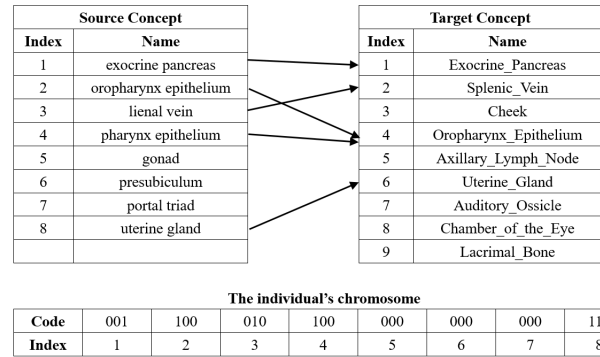 Source Concept Target Concept
Index Name Index Name
1 exocrine pancreas 1 Exocrine_Pancreas
2 oropharynx epithelium 2 Splenic_Vein
3 lienal vein 3 Cheek
4 pharynx epithelium 4 Oropharynx_Epithelium
5 gonad 5 Axillary_Lymph_Node
6 presubiculum 6 Uterine_Gland
7 portal triad 7 Auditory_Ossicle
8 uterine gland 8 Chamber_of_the_Eye
9 Lacrimal_Bone
The individual's chromosome
Code 001 100 010 100 000 000 000
Index 1 2 3 4 5 6 7